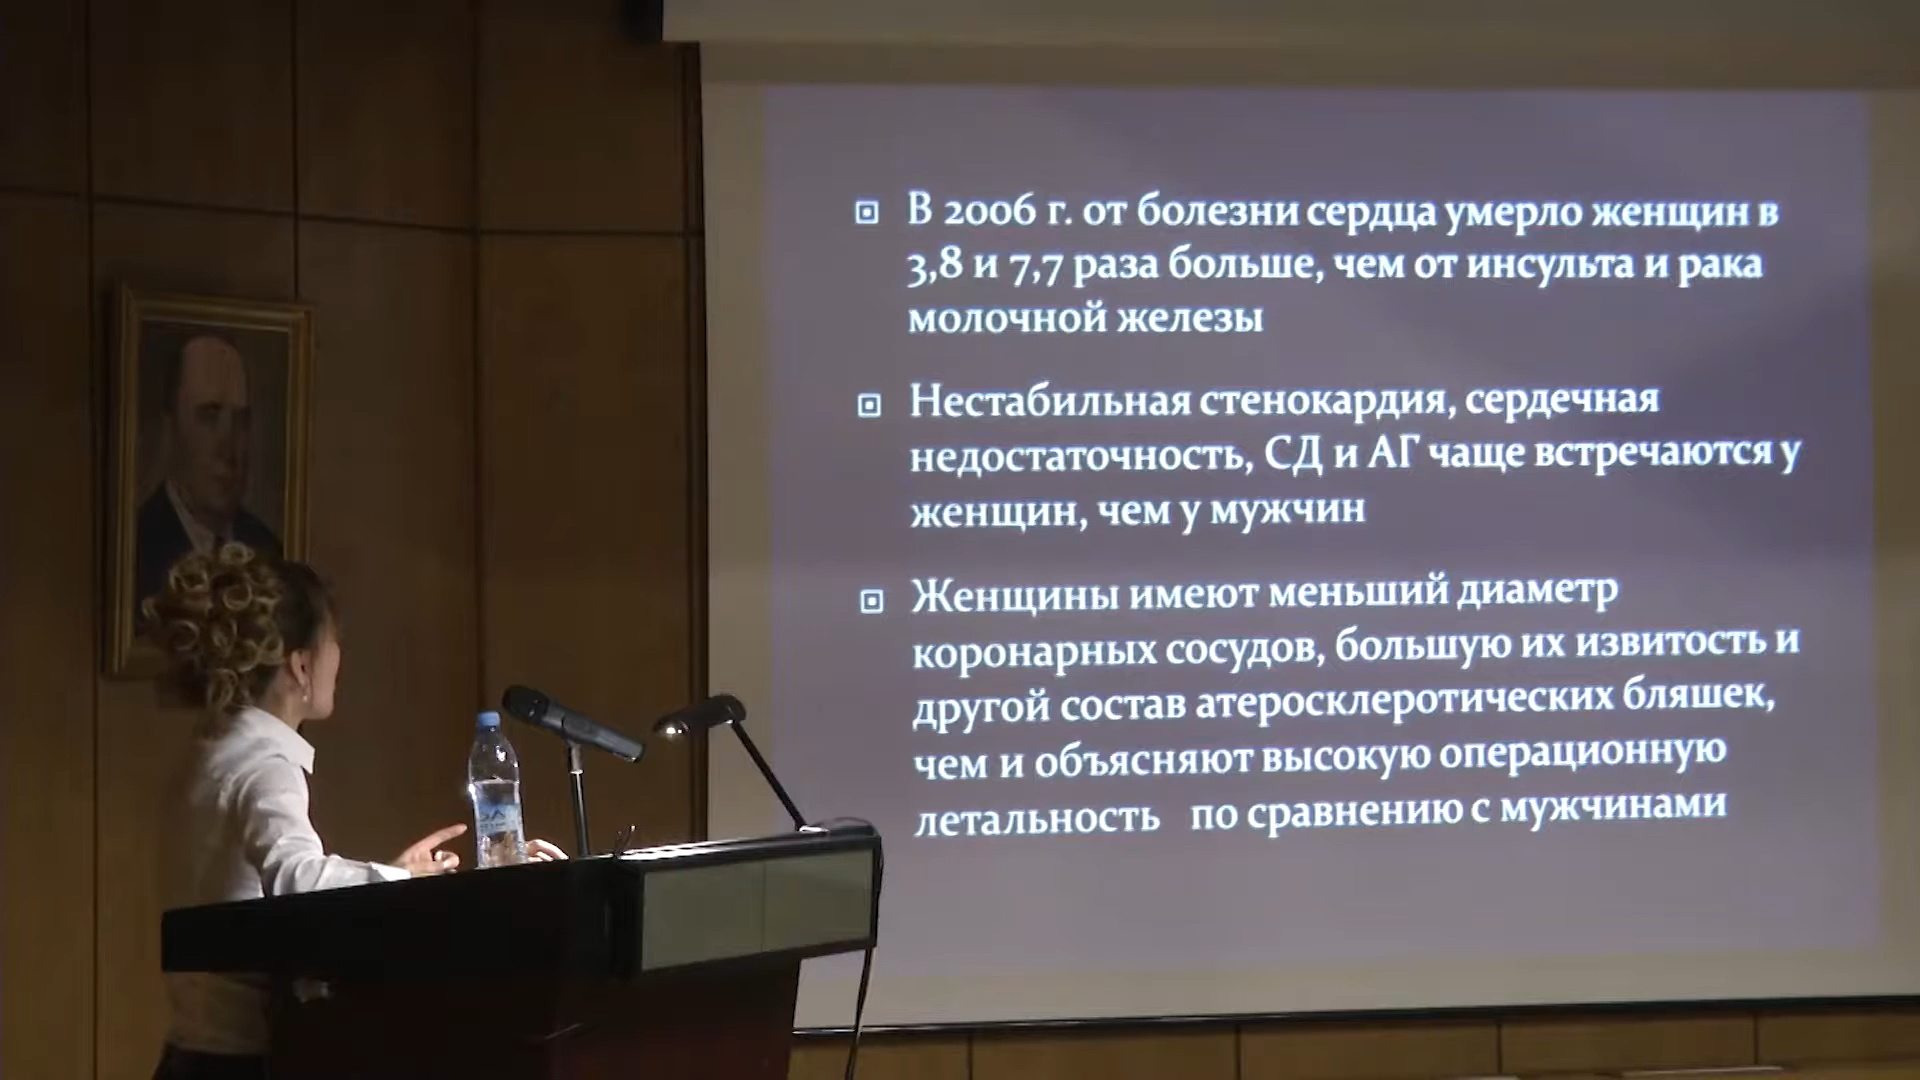 В 2006 г. от болезни сердца умерло женщин в
3,8 и 7,7 раза больше, чем от инсульта и рака
молочной железы
Нестабильная стенокардия, сердечная
недостаточность, СД и АГ чаще встречаются у
женщин, чем у мужчин
Женщины имеют меньший диаметр
коронарных сосудов, большую их извитость и
другой состав атеросклеротических бляшек,
чем и объясняют высокую операционную
летальность по сравнению с мужчинами